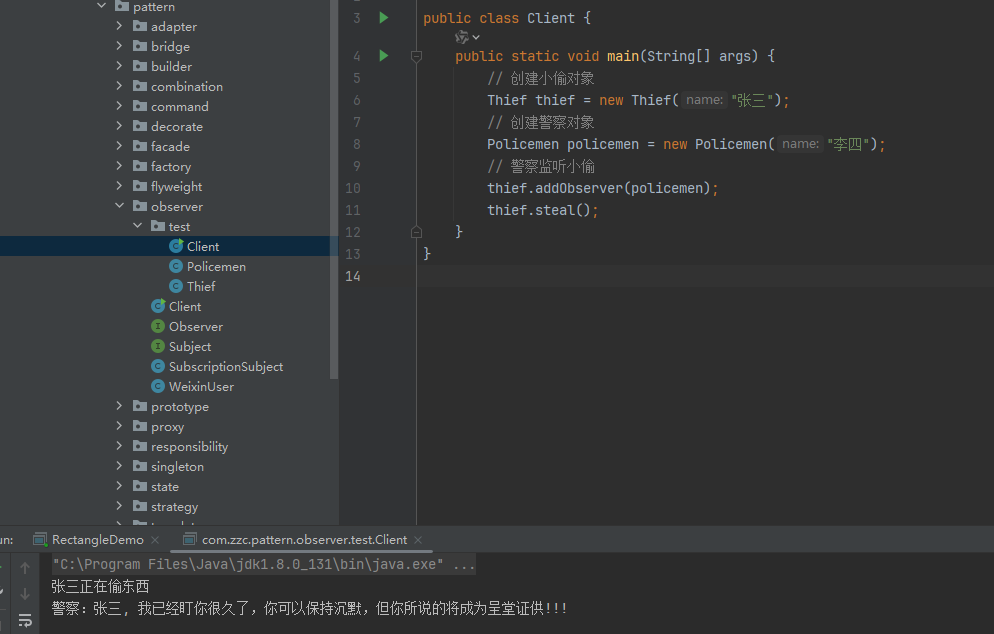 pattern
adapter
bridge
builder
combination
command
decorate
facade
factory
flyweight
observer
test
Client
Policemen
Thief
Client
Observer
Subject
SubscriptionSubject
WeixinUser
prototype
proxy
responsibility
singleton
state
strategy
3 public class Client {
4 public static void main(String[] args) {
5 // 创建小偷对象
6 Thief thief = new Thief( name: "张三");
7 // 创建警察对象
8 Policemen policemen = new Policemen( name: "李四");
9 // 警察监听小偷
10 thief.addObserver(policemen);
11 thief.steal();
12 }
13 }
14
un: RectangleDemo × com.zzc.pattern.observer.test.Client ×
"C:\Program Files\Java\jdk1.8.0_131\bin\java.exe" ...
张三正在偷东西
警察：张三, 我已经盯你很久了，你可以保持沉默，但你所说的将成为呈堂证供!!!